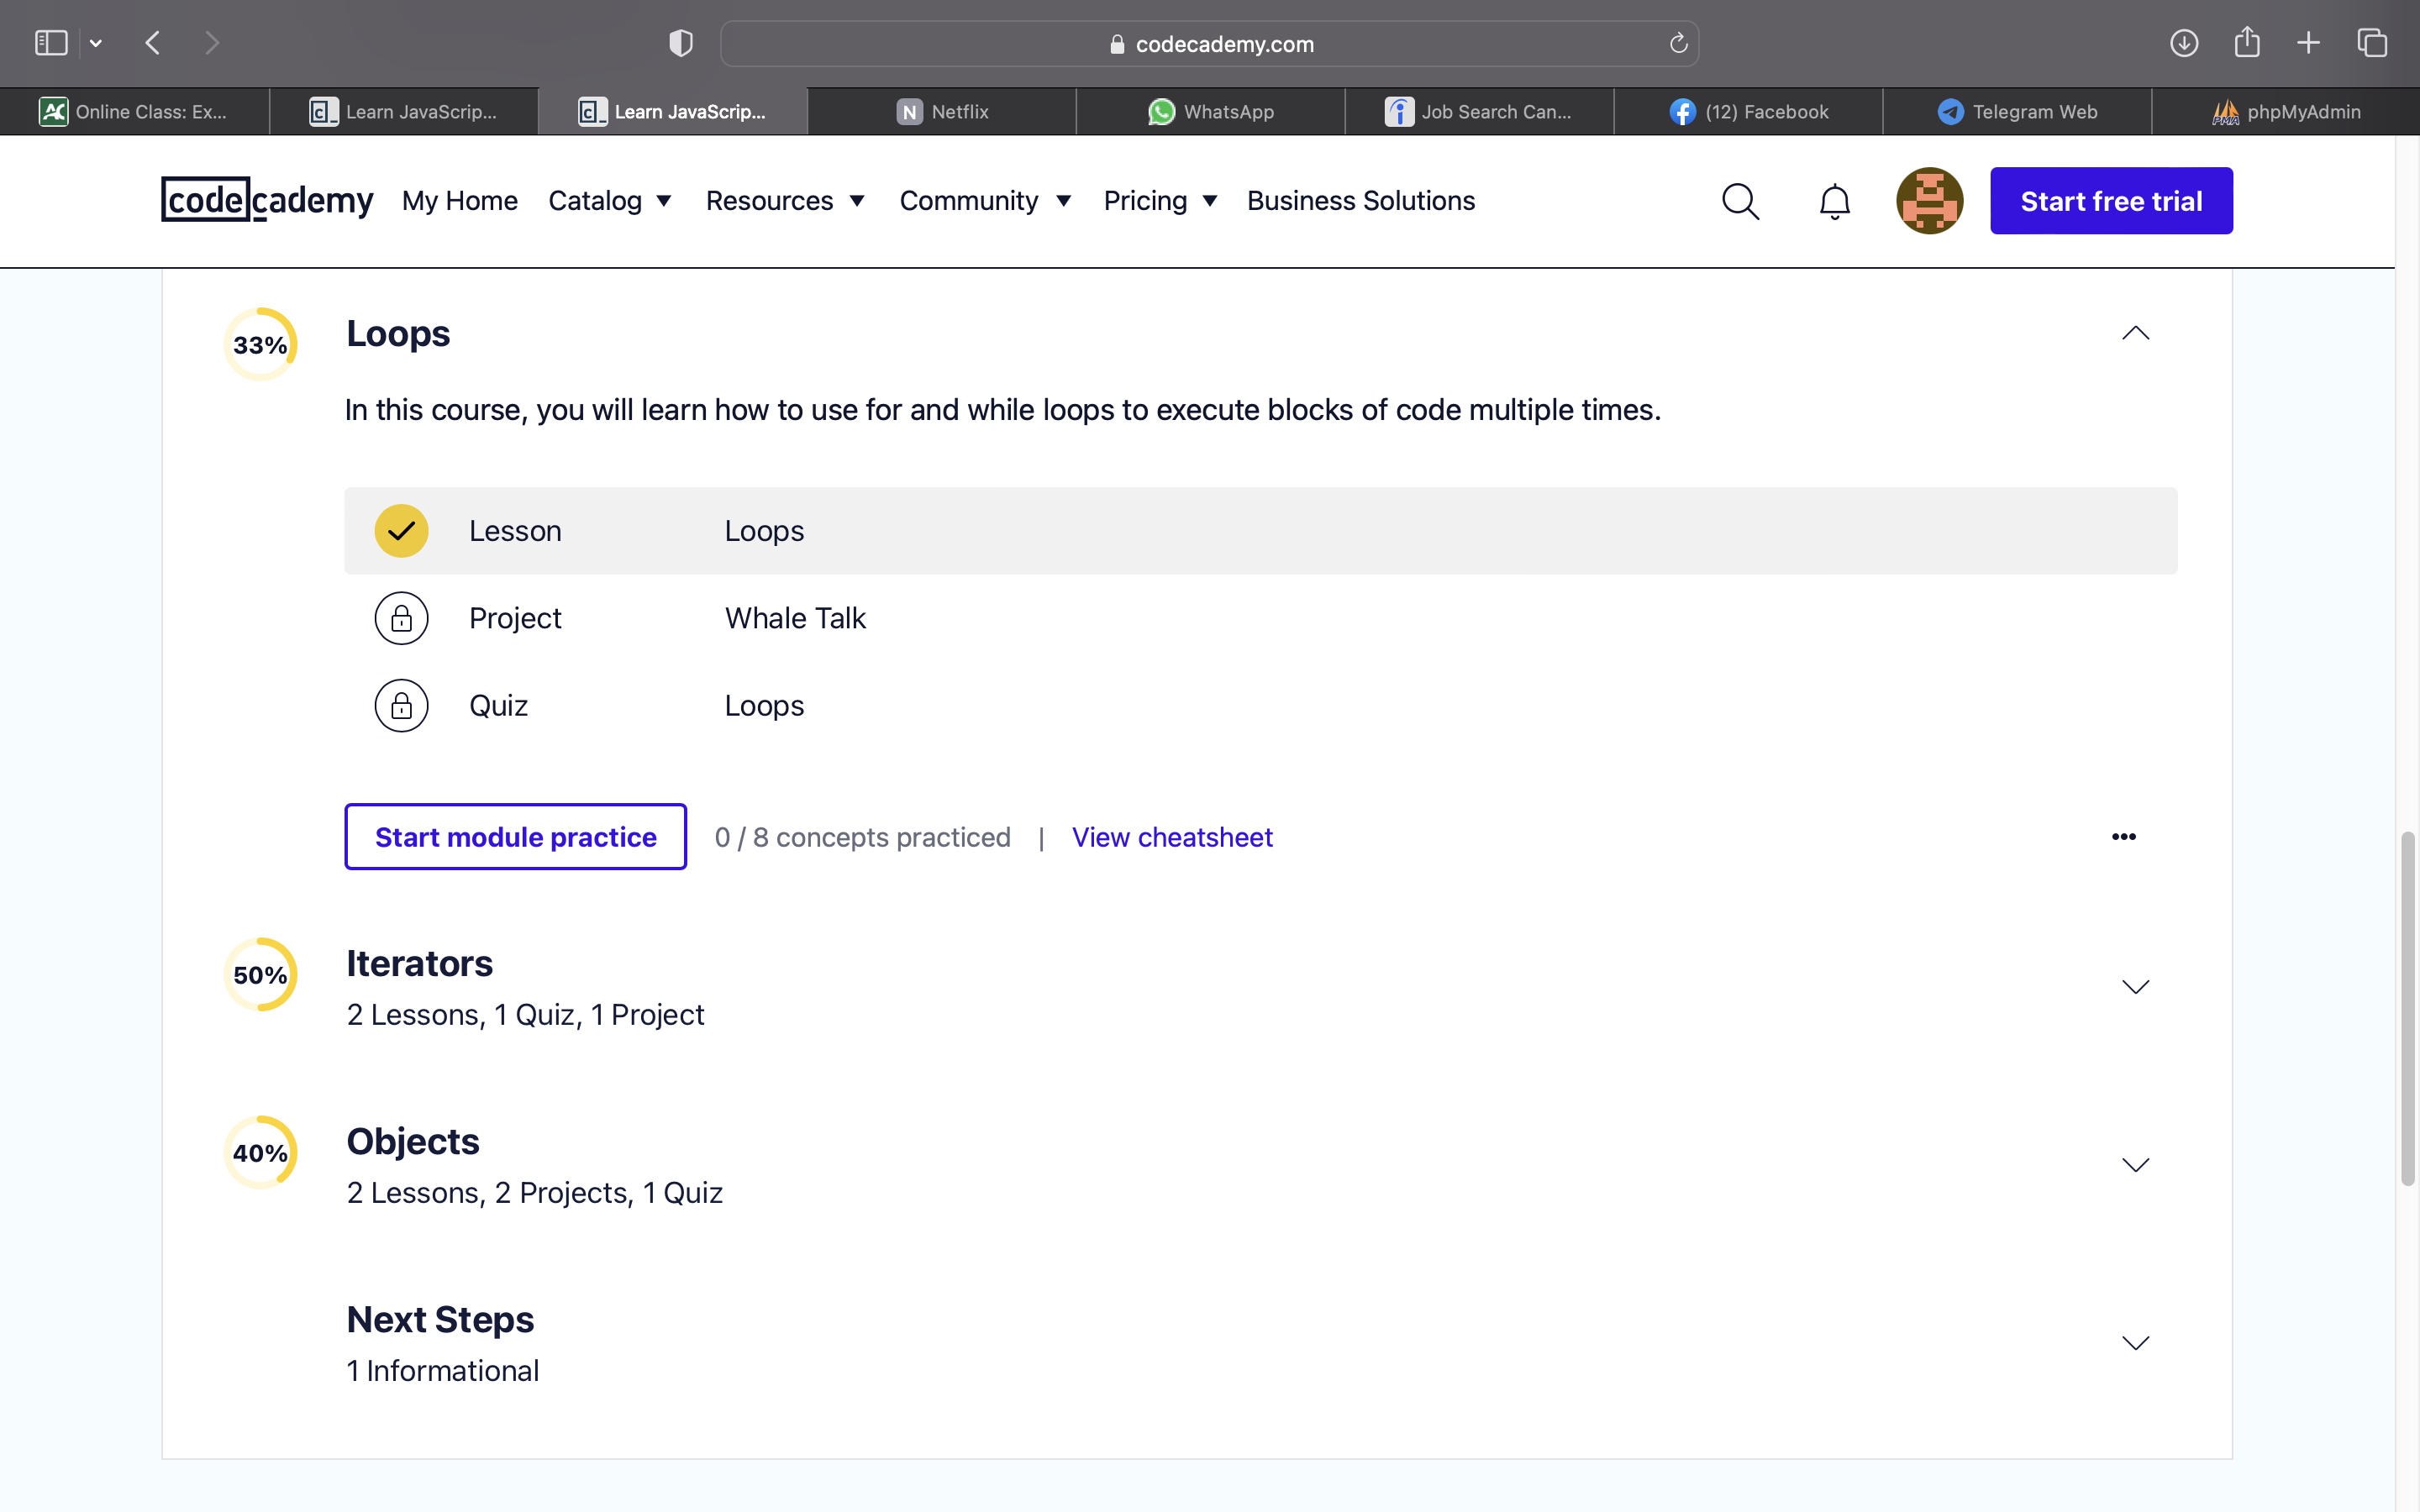 codecademy.com
Online Class: Ex...
Learn JavaScrip...
Learn JavaScrip...
N Netflix
WhatsApp
Job Search Can...
(12) Facebook
Telegram Web
phpMyAdmin
codecademy My Home Catalog Resources Community Pricing Business Solutions Start free trial
33% Loops
In this course, you will learn how to use for and while loops to execute blocks of code multiple times.
Lesson Loops
Project Whale Talk
Quiz Loops
Start module practice 0 / 8 concepts practiced | View cheatsheet
50% Iterators
2 Lessons, 1 Quiz, 1 Project
40% Objects
2 Lessons, 2 Projects, 1 Quiz
Next Steps
1 Informational